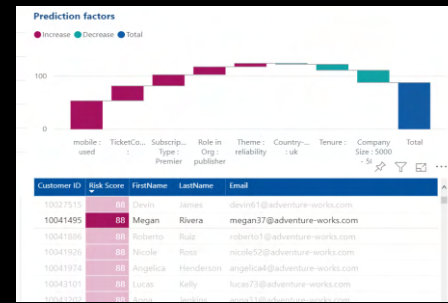 Prediction factors
Increase Decrease Total
100
0
mobile : used
TicketCo... :
Subscrip... Type : Premier
Role in Org : publisher
Theme : reliability
Country-... : uk
Tenure :
Company Size : 5000 - 5(
Total
Customer ID Risk Score FirstName LastName Email
10027515 88 Devin James devin61@adventure-works.com
10041495 88 Megan Rivera megan37@adventure-works.com
10041886 88 Roberto Ruiz roberto1@adventure-works.com
10041926 88 Nicole Ross nicole52@adventure-works.com
10041974 88 Angelica Henderson angelica4@adventure-works.com
10043101 88 Lucas Kelly lucas73@adventure-works.com
88 Jenkins